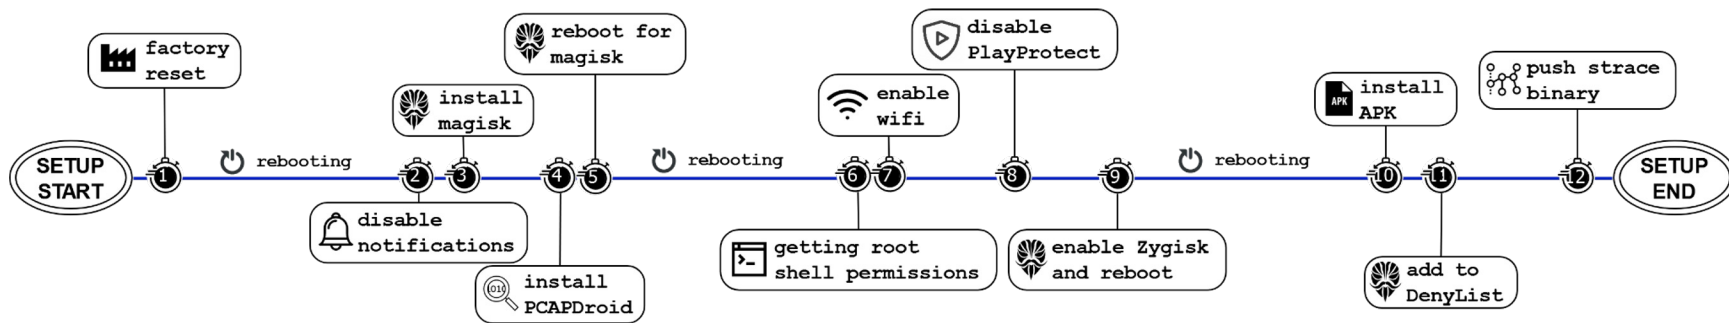 SETUP
START
1
factory
reset
rebooting
2
disable
notifications
3
install
magisk
4
010
install
PCAPDroid
5
reboot for
magisk
rebooting
6
getting root
shell permissions
7
enable
wifi
8
disable
PlayProtect
9
enable Zygisk
and reboot
rebooting
10
APK
install
APK
11
add to
DenyList
12
push strace
binary
SETUP
END